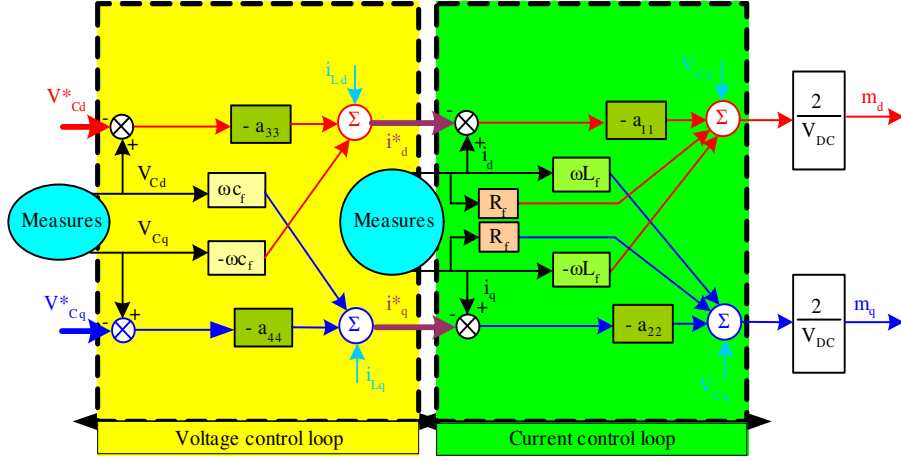 V*Cd
- + - a33
iLd
Σ
i*d
VCd
ωcf
Measures
VCq
-ωcf
V*Cq
- + - a44
Σ
i*q
iLq
Voltage control loop
- + - a11
VCd
Σ
id
ωLf
Rf
Measures
Rf
-ωLf
iq
- + - a22
Σ
VCq
Current control loop
2
VDC
md
2
VDC
mq